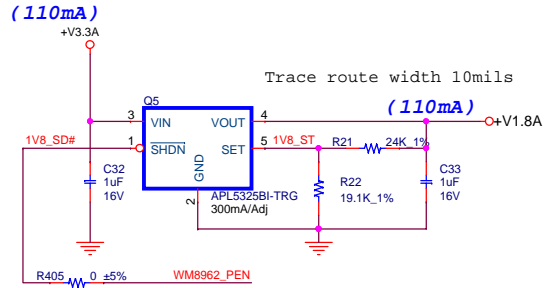 (110mA)
+V3.3A
Trace route width 10mils
(110mA)
Q5
3 VIN VOUT 4
+V1.8A
1V8_SD# 1 SHDN SET 5 1V8_ST R21 24K_1%
GND
2
C32
1uF
16V
R22
19.1K_1%
C33
1uF
16V
APL5325BI-TRG
300mA/Adj
R405 0 ±5% WM8962_PEN